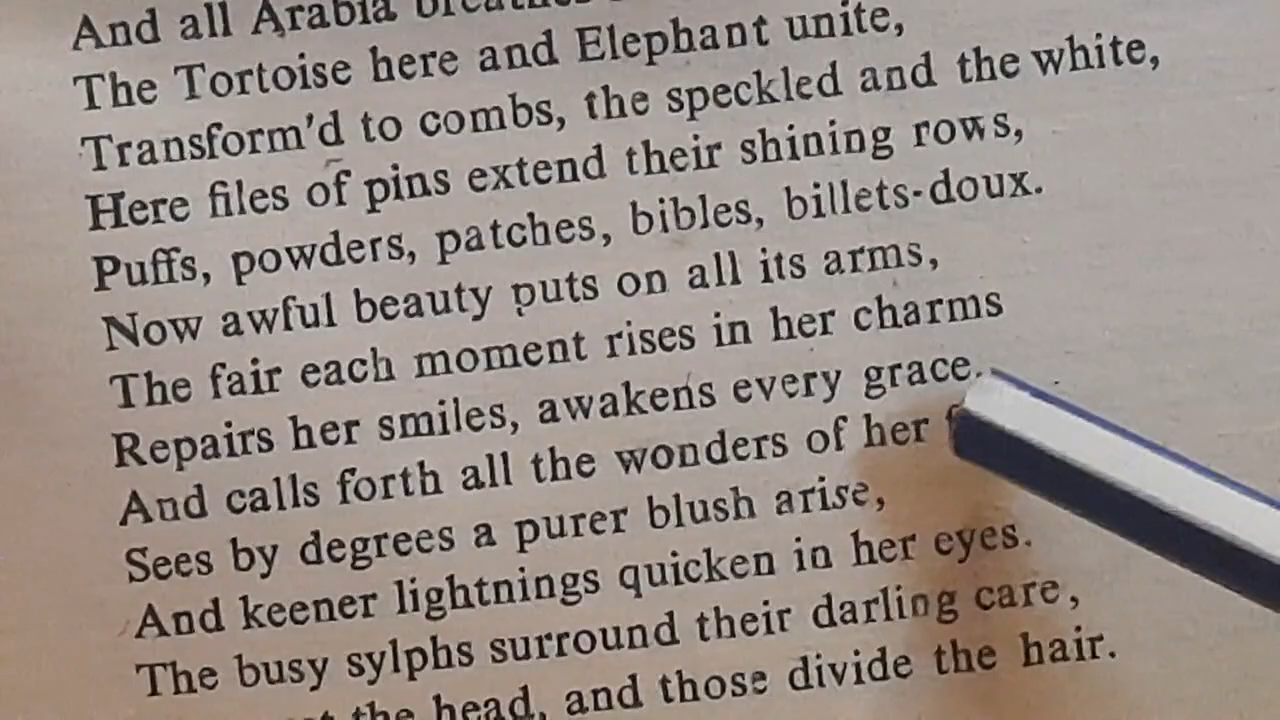 And all Arabia
The Tortoise here and Elephant unite,
Transform'd to combs, the speckled and the white,
Here files of pins extend their shining rows,
Puffs, powders, patches, bibles, billets-doux.
Now awful beauty puts on all its arms,
The fair each moment rises in her charms
Repairs her smiles, awakens every grace.
And calls forth all the wonders of her
Sees by degrees a purer blush arise,
And keener lightnings quicken in her eyes.
The busy sylphs surround their darling care,
the head, and those divide the hair.